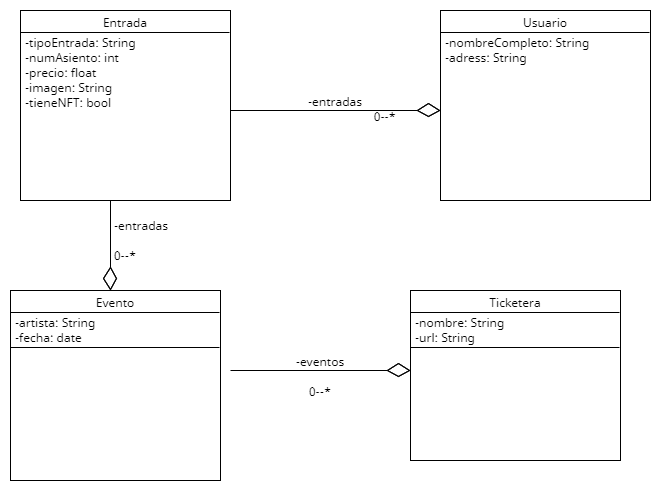 Entrada
-tipoEntrada: String
-numAsiento: int
-precio: float
-imagen: String
-tieneNFT: bool
Usuario
-nombreCompleto: String
-adress: String
-entradas
0--*
-entradas
0--*
Evento
-artista: String
-fecha: date
-eventos
0--*
Ticketera
-nombre: String
-url: String